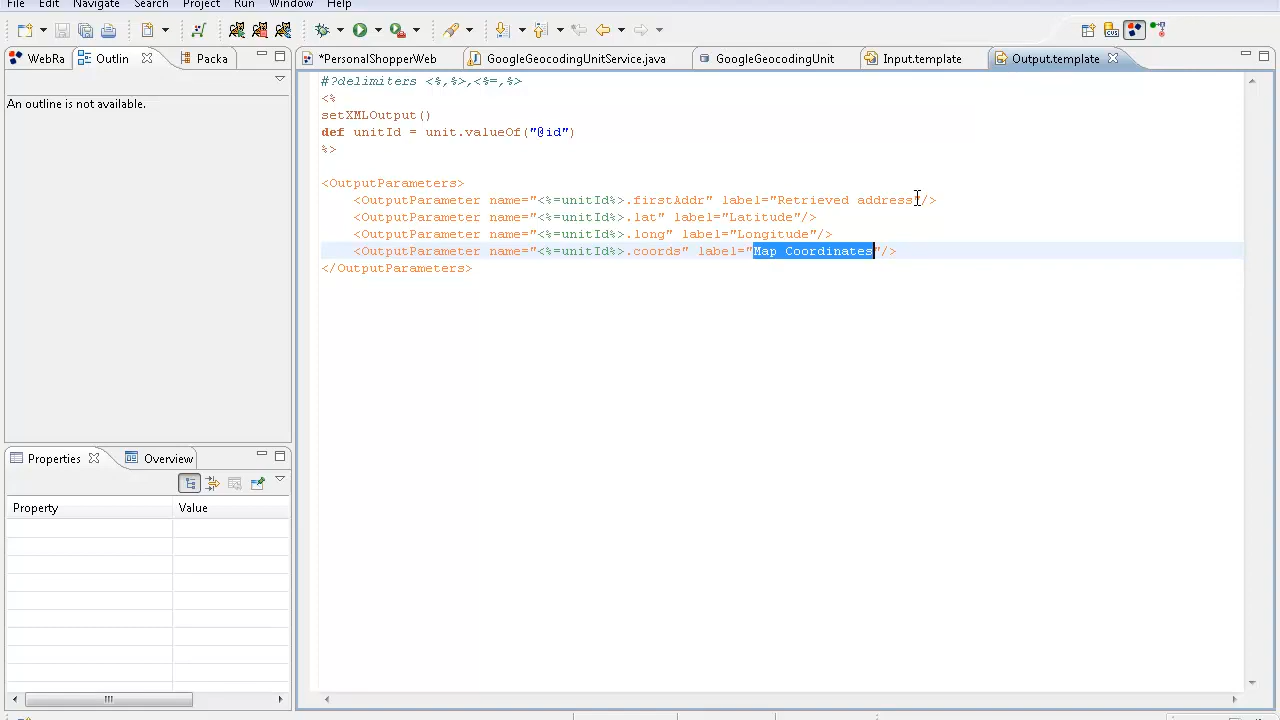 File Edit Navigate Search Project Run Window Help
WebRa Outlin Packa
*PersonalShopperWeb GoogleGeocodingUnitService.java GoogleGeocodingUnit Input.template Output.template
An outline is not available.
#?delimiters <%,%>,<%=,%>
<%
setXMLOutput()
def unitId = unit.valueOf("@id")
%>
<OutputParameters>
<OutputParameter name="<%=unitId%>.firstAddr" label="Retrieved address"/>
<OutputParameter name="<%=unitId%>.lat" label="Latitude"/>
<OutputParameter name="<%=unitId%>.long" label="Longitude"/>
<OutputParameter name="<%=unitId%>.coords" label="Map Coordinates"/>
</OutputParameters>
Properties Overview
Property Value